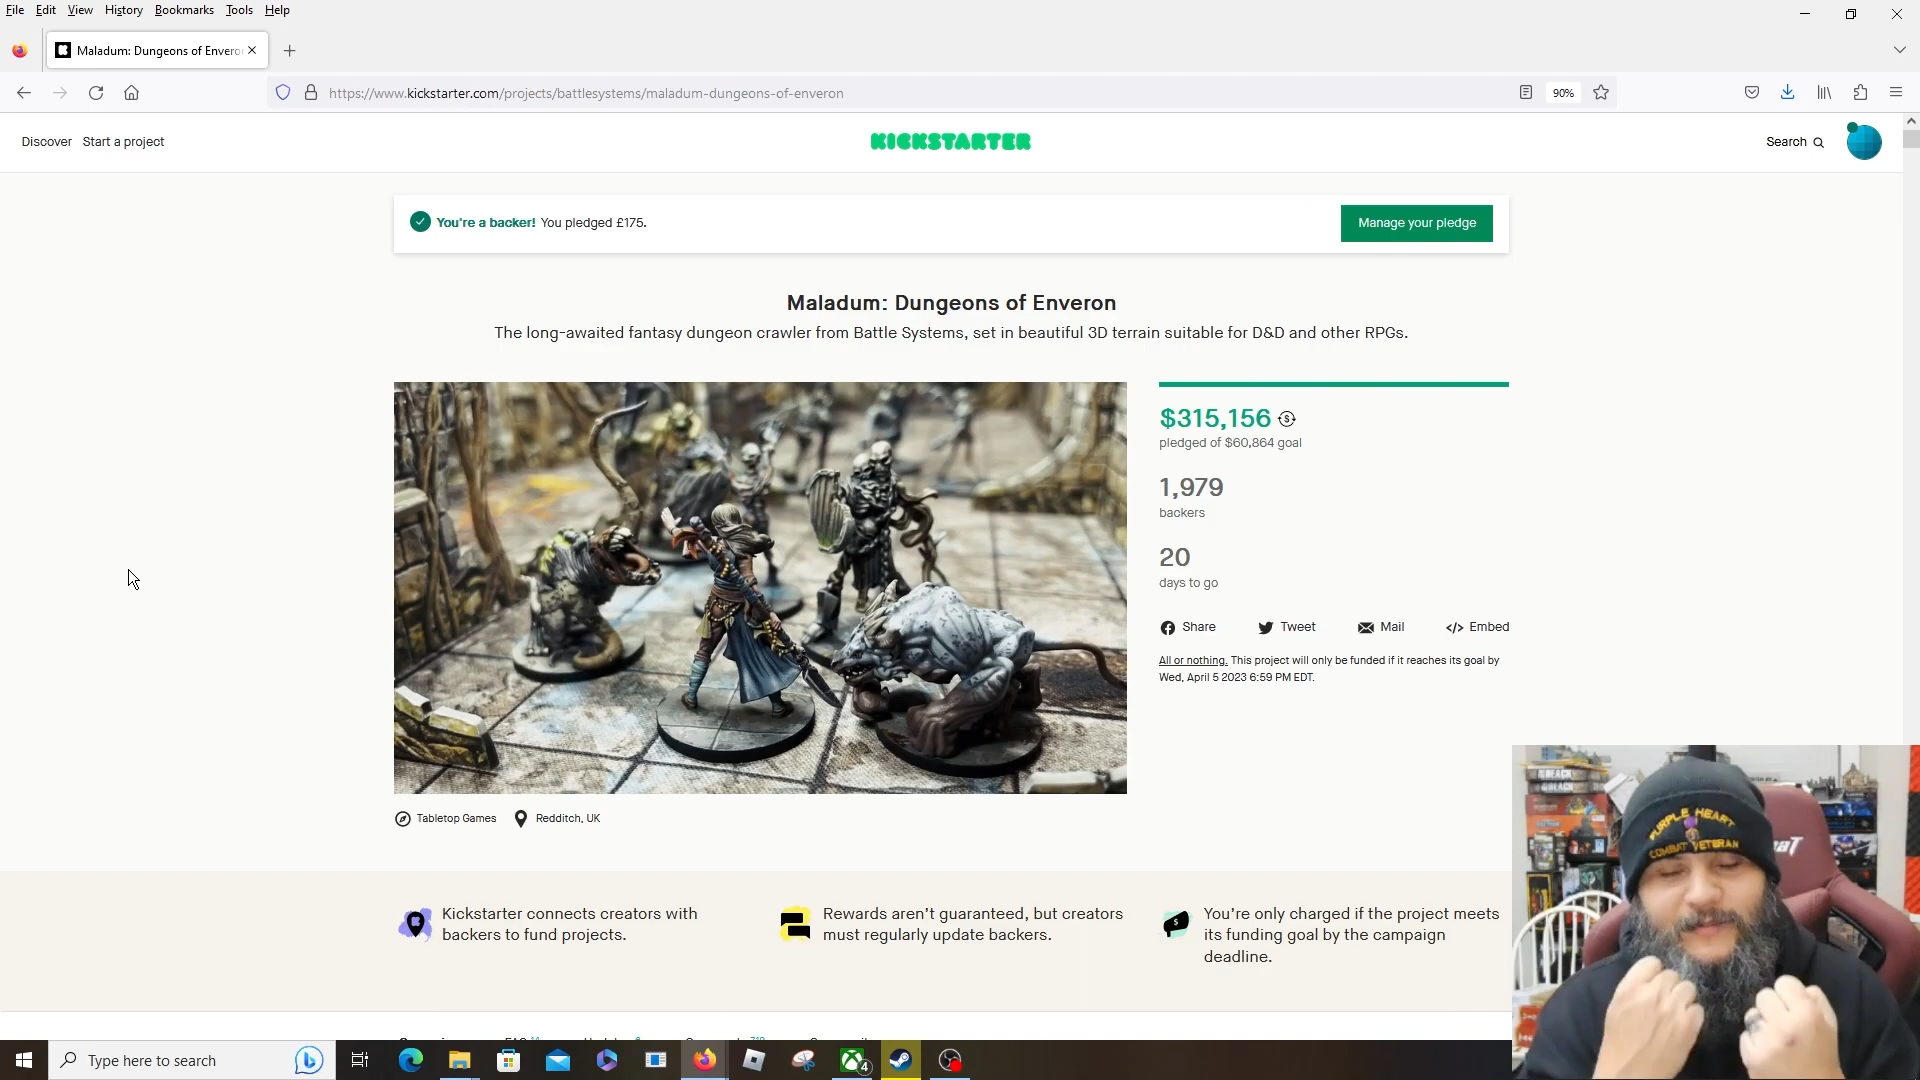 File Edit View History Bookmarks Tools Help
Maladum: Dungeons of Envero
https://www.kickstarter.com/projects/battlesystems/maladum-dungeons-of-enveron
90%
Discover Start a project
KICKSTARTER
Search
You're a backer! You pledged £175.
Manage your pledge
Maladum: Dungeons of Enveron
The long-awaited fantasy dungeon crawler from Battle Systems, set in beautiful 3D terrain suitable for D&D and other RPGs.
$315,156
pledged of $60,864 goal
1,979
backers
20
days to go
Share Tweet Mail Embed
All or nothing. This project will only be funded if it reaches its goal by
Wed, April 5 2023 6:59 PM EDT.
Tabletop Games Redditch, UK
Kickstarter connects creators with
backers to fund projects.
Rewards aren't guaranteed, but creators
must regularly update backers.
You're only charged if the project meets
its funding goal by the campaign
deadline.
PURPLE HEART
COMBAT VETERAN
Type here to search
4